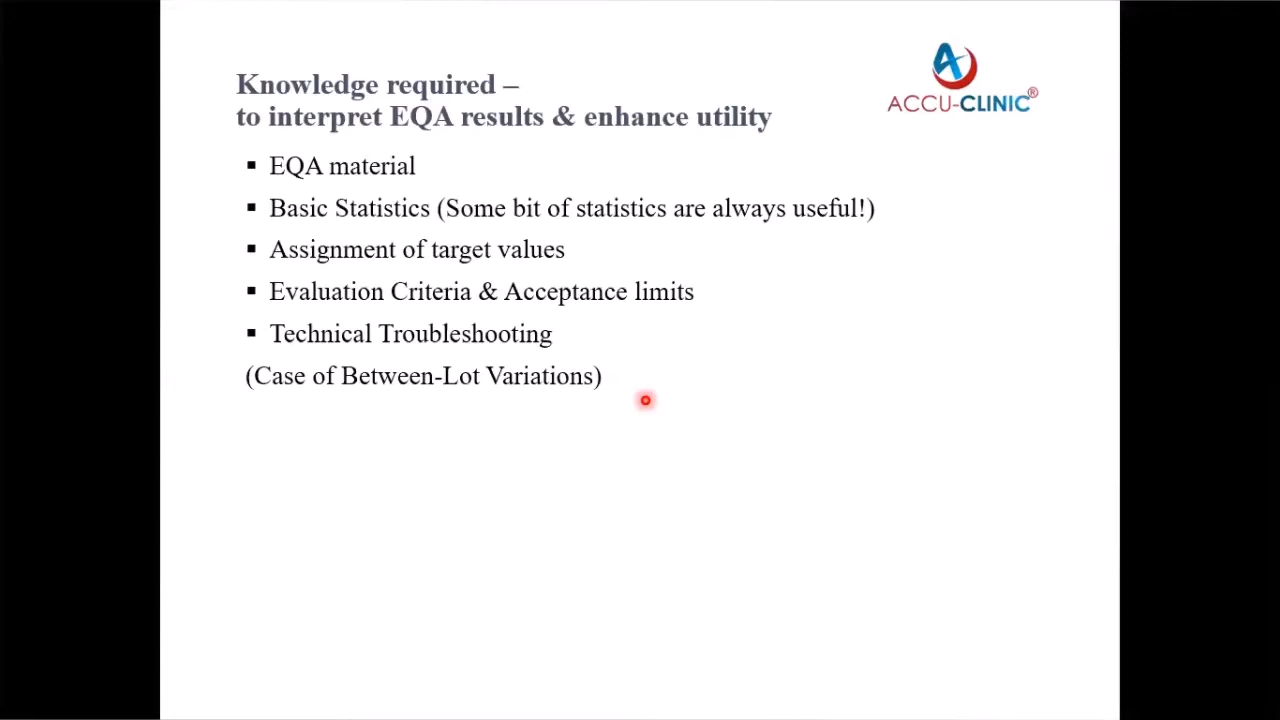 Knowledge required –
to interpret EQA results & enhance utility
ACCU-CLINIC®
▪ EQA material
▪ Basic Statistics (Some bit of statistics are always useful!)
▪ Assignment of target values
▪ Evaluation Criteria & Acceptance limits
▪ Technical Troubleshooting
(Case of Between-Lot Variations)